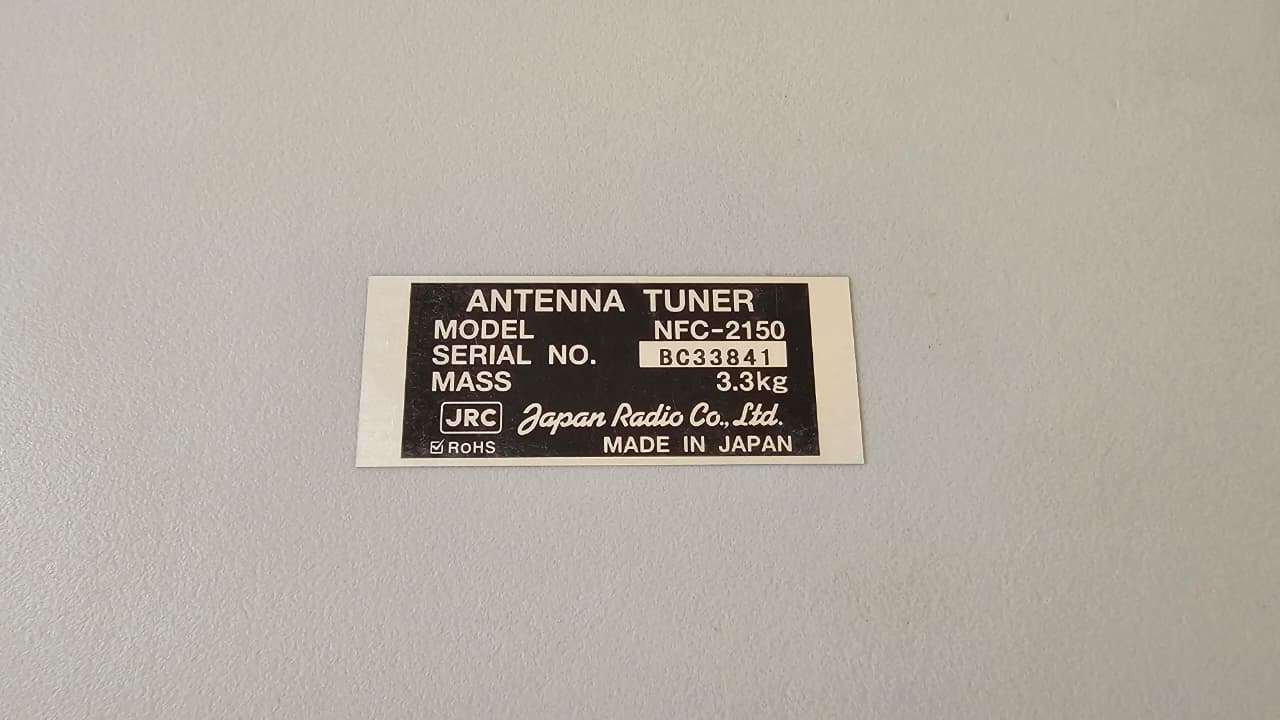 ANTENNA TUNER
MODEL NFC-2150
SERIAL NO. BC33841
MASS 3.3kg
JRC Japan Radio Co., Ltd.
RoHS MADE IN JAPAN